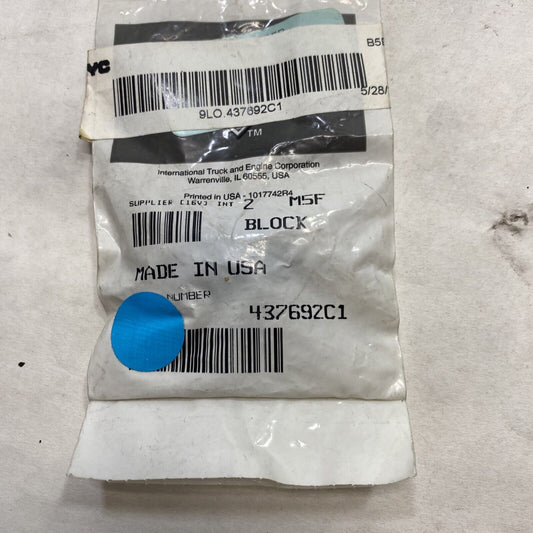 YC
B5
9LO.437692C1
5/28/
TM
International Truck and Engine Corporation
Warrenville, IL 60555, USA
Printed in USA - 1017742R4
SUPPLIER (16V) INT 2 M5F
BLOCK
MADE IN USA
NUMBER
437692C1